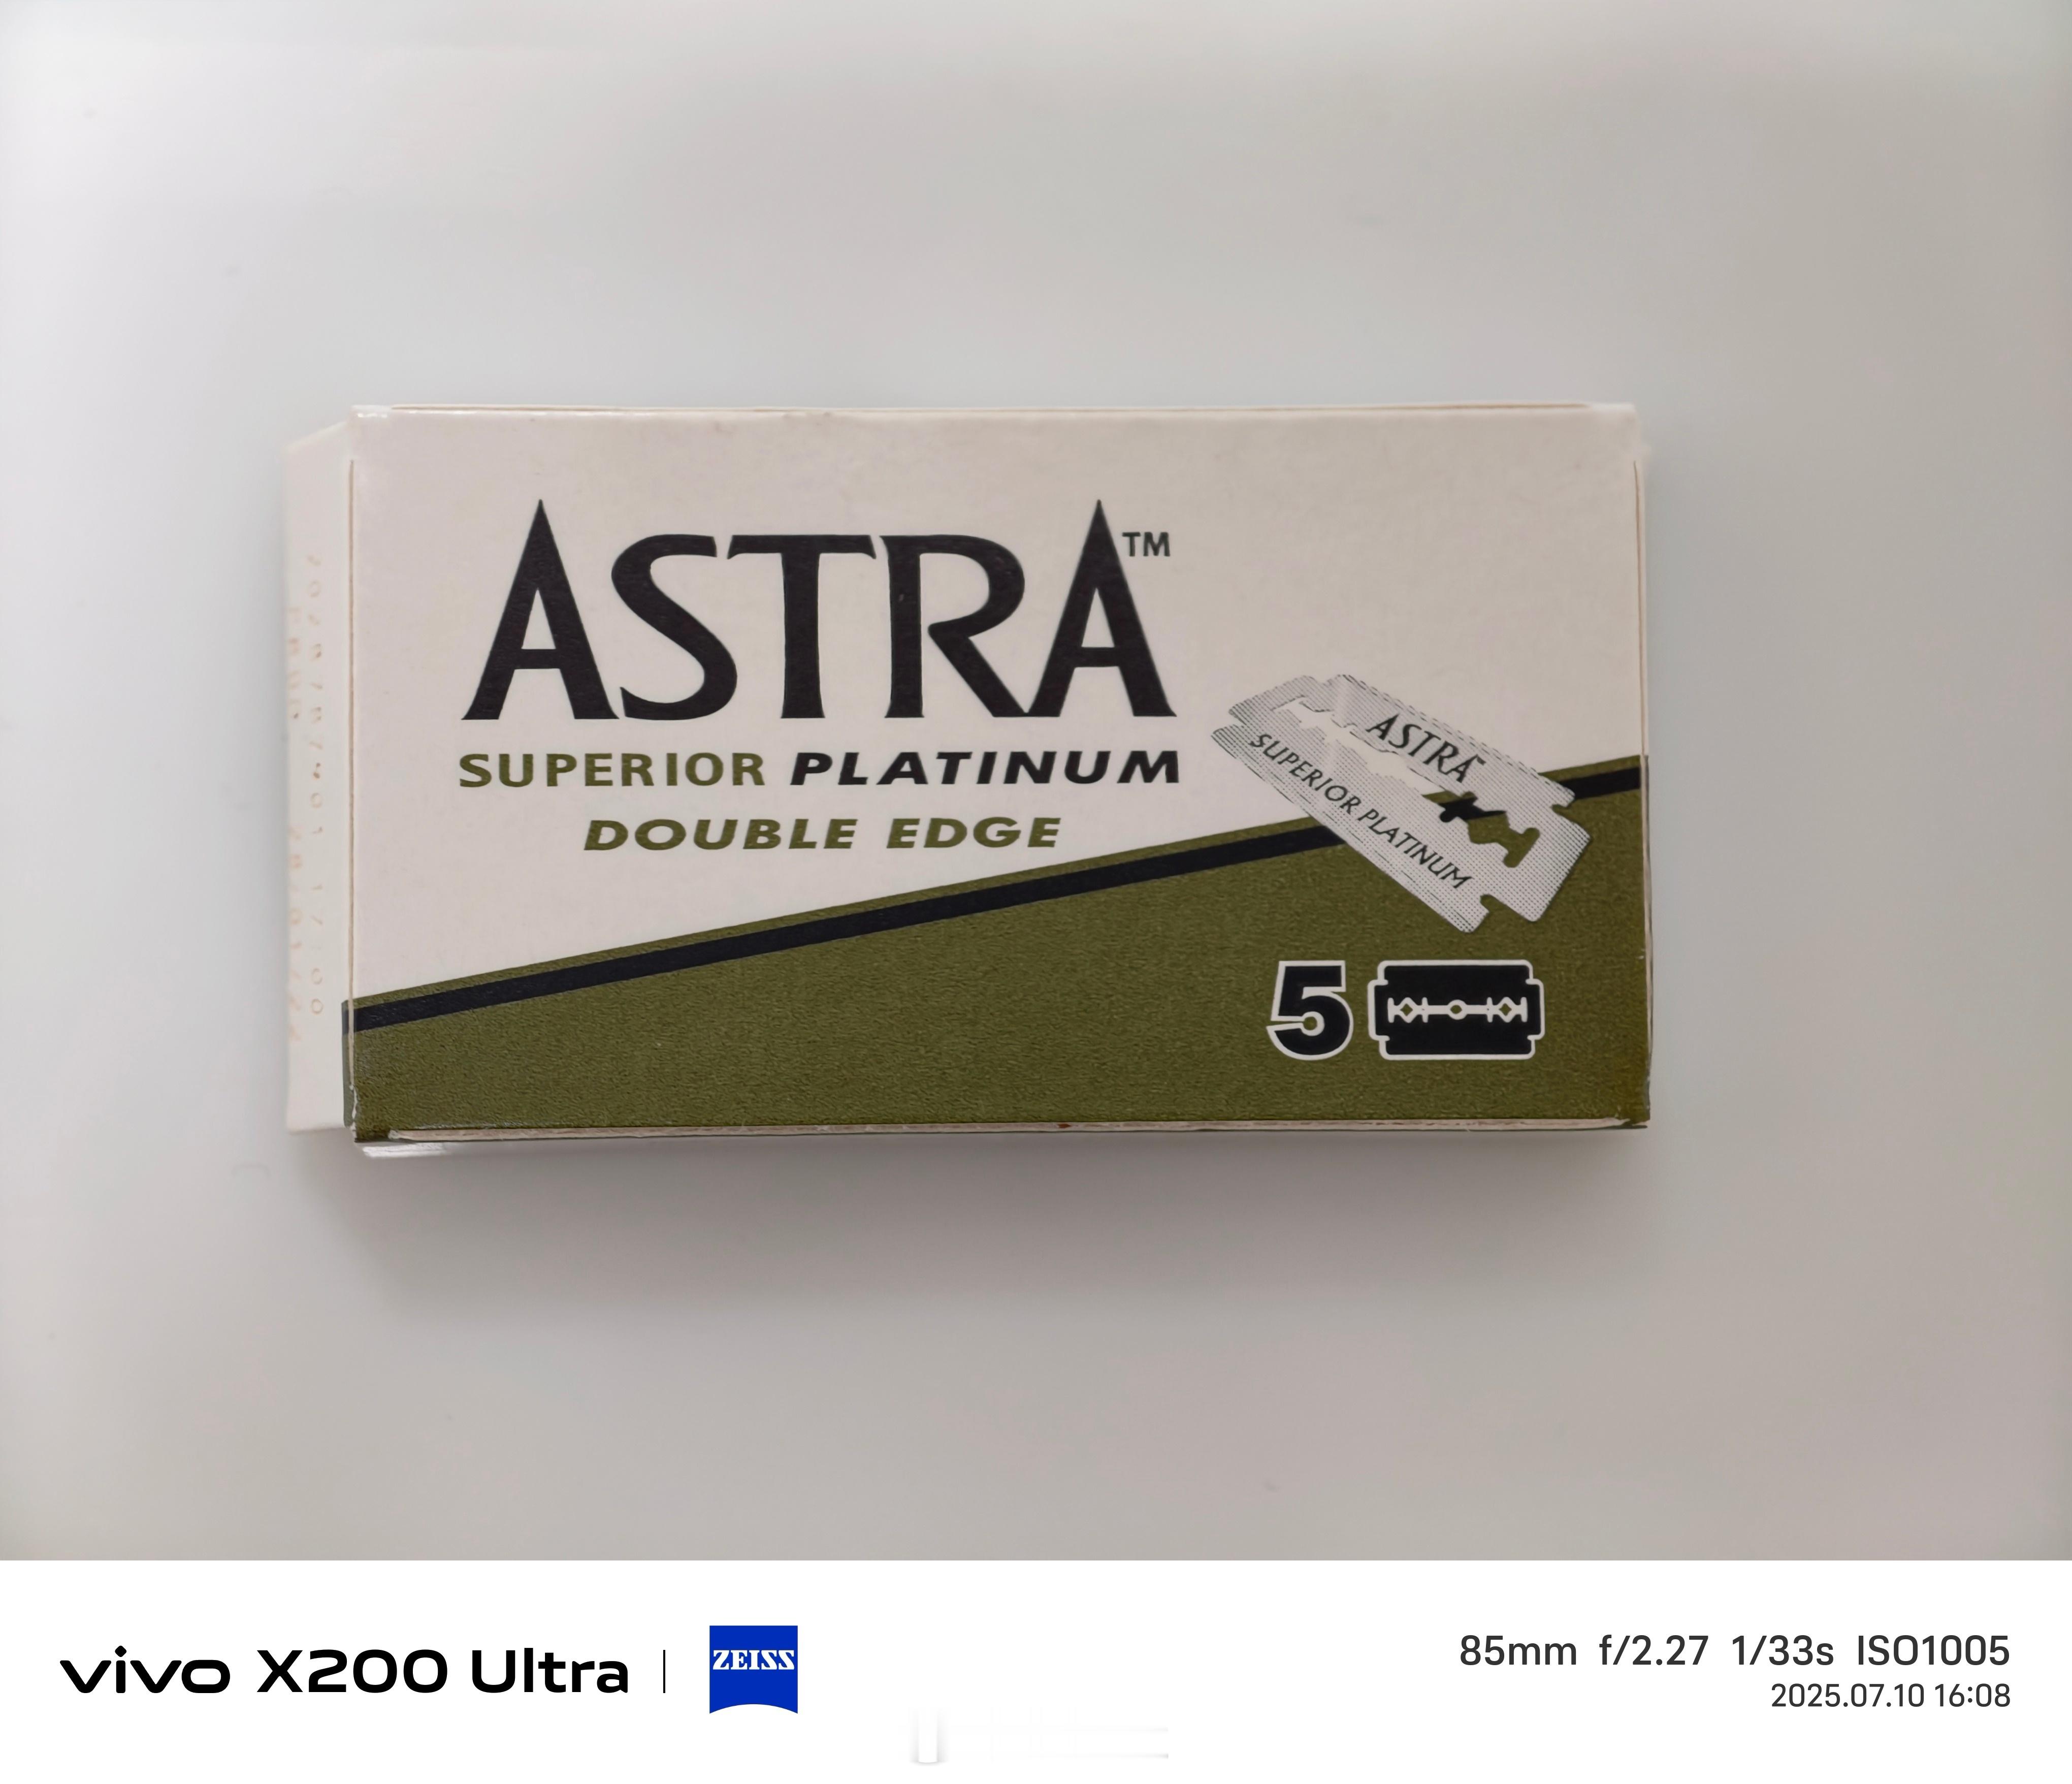 ASTRA™
SUPERIOR PLATINUM
DOUBLE EDGE
ASTRA™
SUPERIOR PLATINUM
5
vivo X200 Ultra | ZEISS
85mm f/2.27 1/33s ISO1005
2025.07.10 16:08